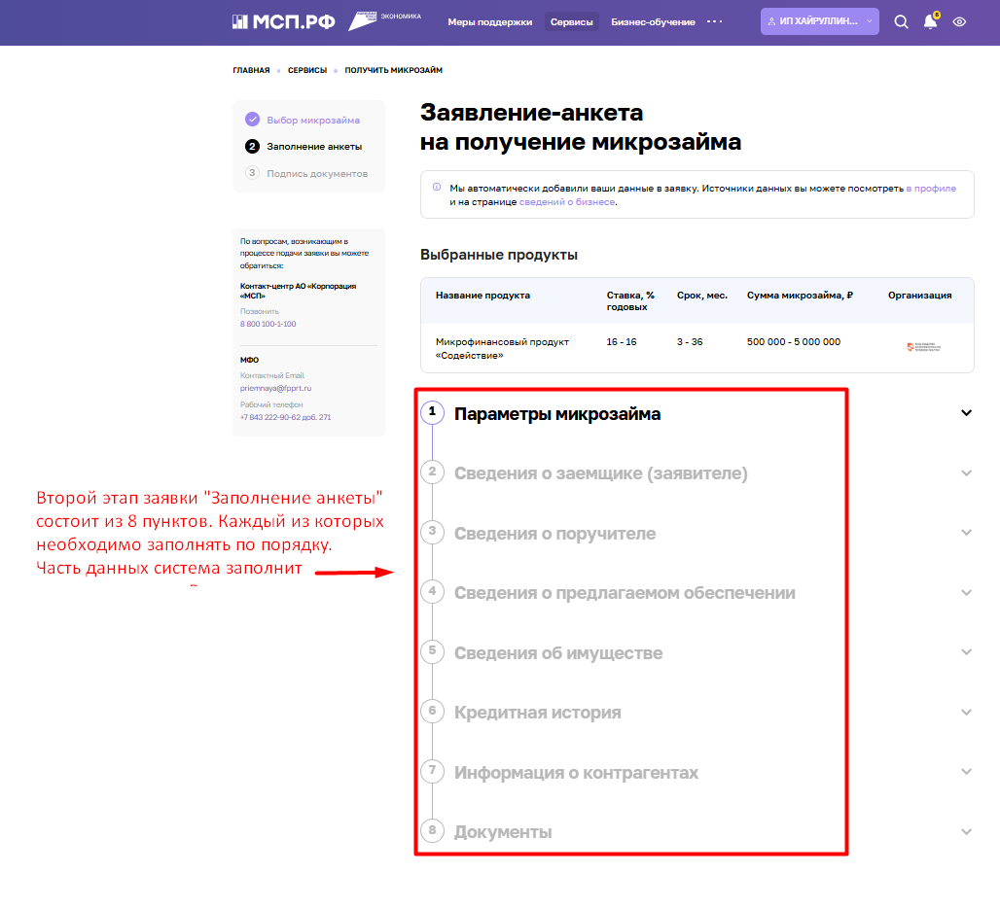 МСП.РФ
ЭКОНОМИКА
Меры поддержки
Сервисы
Бизнес-обучение
ИП ХАЙРУЛЛИН...
6
ГЛАВНАЯ
СЕРВИСЫ
ПОЛУЧИТЬ МИКРОЗАЙМ
Выбор микрозайма
2 Заполнение анкеты
3 Подпись документов
По вопросам, возникающим в
процессе подачи заявки вы можете
обратиться:
Контакт-центр АО «Корпорация
«МСП»
Позвонить
8 800 100-1-100
МФО
Контактный Email
priemnaya@fpprt.ru
Рабочий телефон
+7 843 222-90-62 доб. 271
Второй этап заявки "Заполнение анкеты"
состоит из 8 пунктов. Каждый из которых
необходимо заполнять по порядку.
Часть данных система заполнит
Заявление-анкета
на получение микрозайма
Мы автоматически добавили ваши данные в заявку. Источники данных вы можете посмотреть в профиле
и на странице сведений о бизнесе.
Выбранные продукты
Название продукта
Ставка, %
годовых
Срок, мес.
Сумма микрозайма, ₽
Организация
Микрофинансовый продукт
«Содействие»
16 - 16
3 - 36
500 000 - 5 000 000
1 Параметры микрозайма
2 Сведения о заемщике (заявителе)
3 Сведения о поручителе
4 Сведения о предлагаемом обеспечении
5 Сведения об имуществе
6 Кредитная история
7 Информация о контрагентах
8 Документы